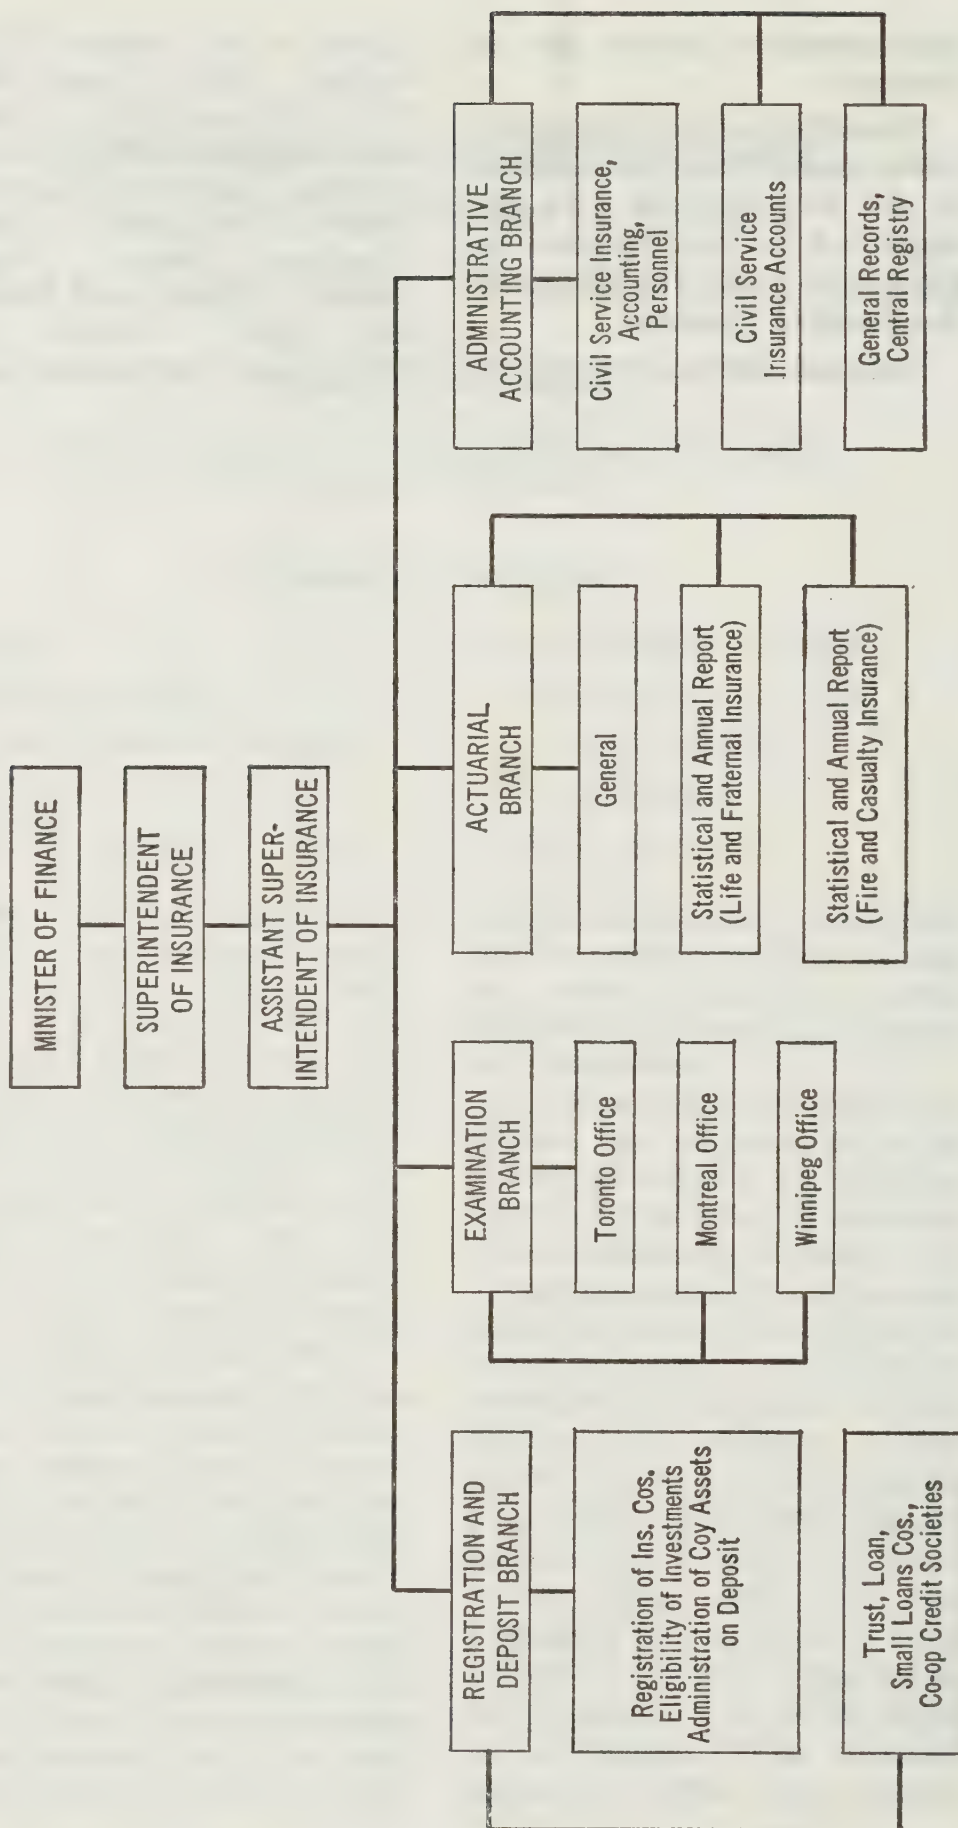 MINISTER OF FINANCE
SUPERINTENDENT
OF INSURANCE
ASSISTANT SUPER-
INTENDENT OF INSURANCE
REGISTRATION AND
DEPOSIT BRANCH
Registration of Ins. Cos.
Eligibility of Investments
Administration of Coy Assets
on Deposit
Trust, Loan,
Small Loans Cos.,
Co-op Credit Societies
EXAMINATION
BRANCH
Toronto Office
Montreal Office
Winnipeg Office
ACTUARIAL
BRANCH
General
Statistical and Annual Report
(Life and Fraternal Insurance)
Statistical and Annual Report
(Fire and Casualty Insurance)
ADMINISTRATIVE
ACCOUNTING BRANCH
Civil Service Insurance,
Accounting,
Personnel
Civil Service
Insurance Accounts
General Records,
Central Registry